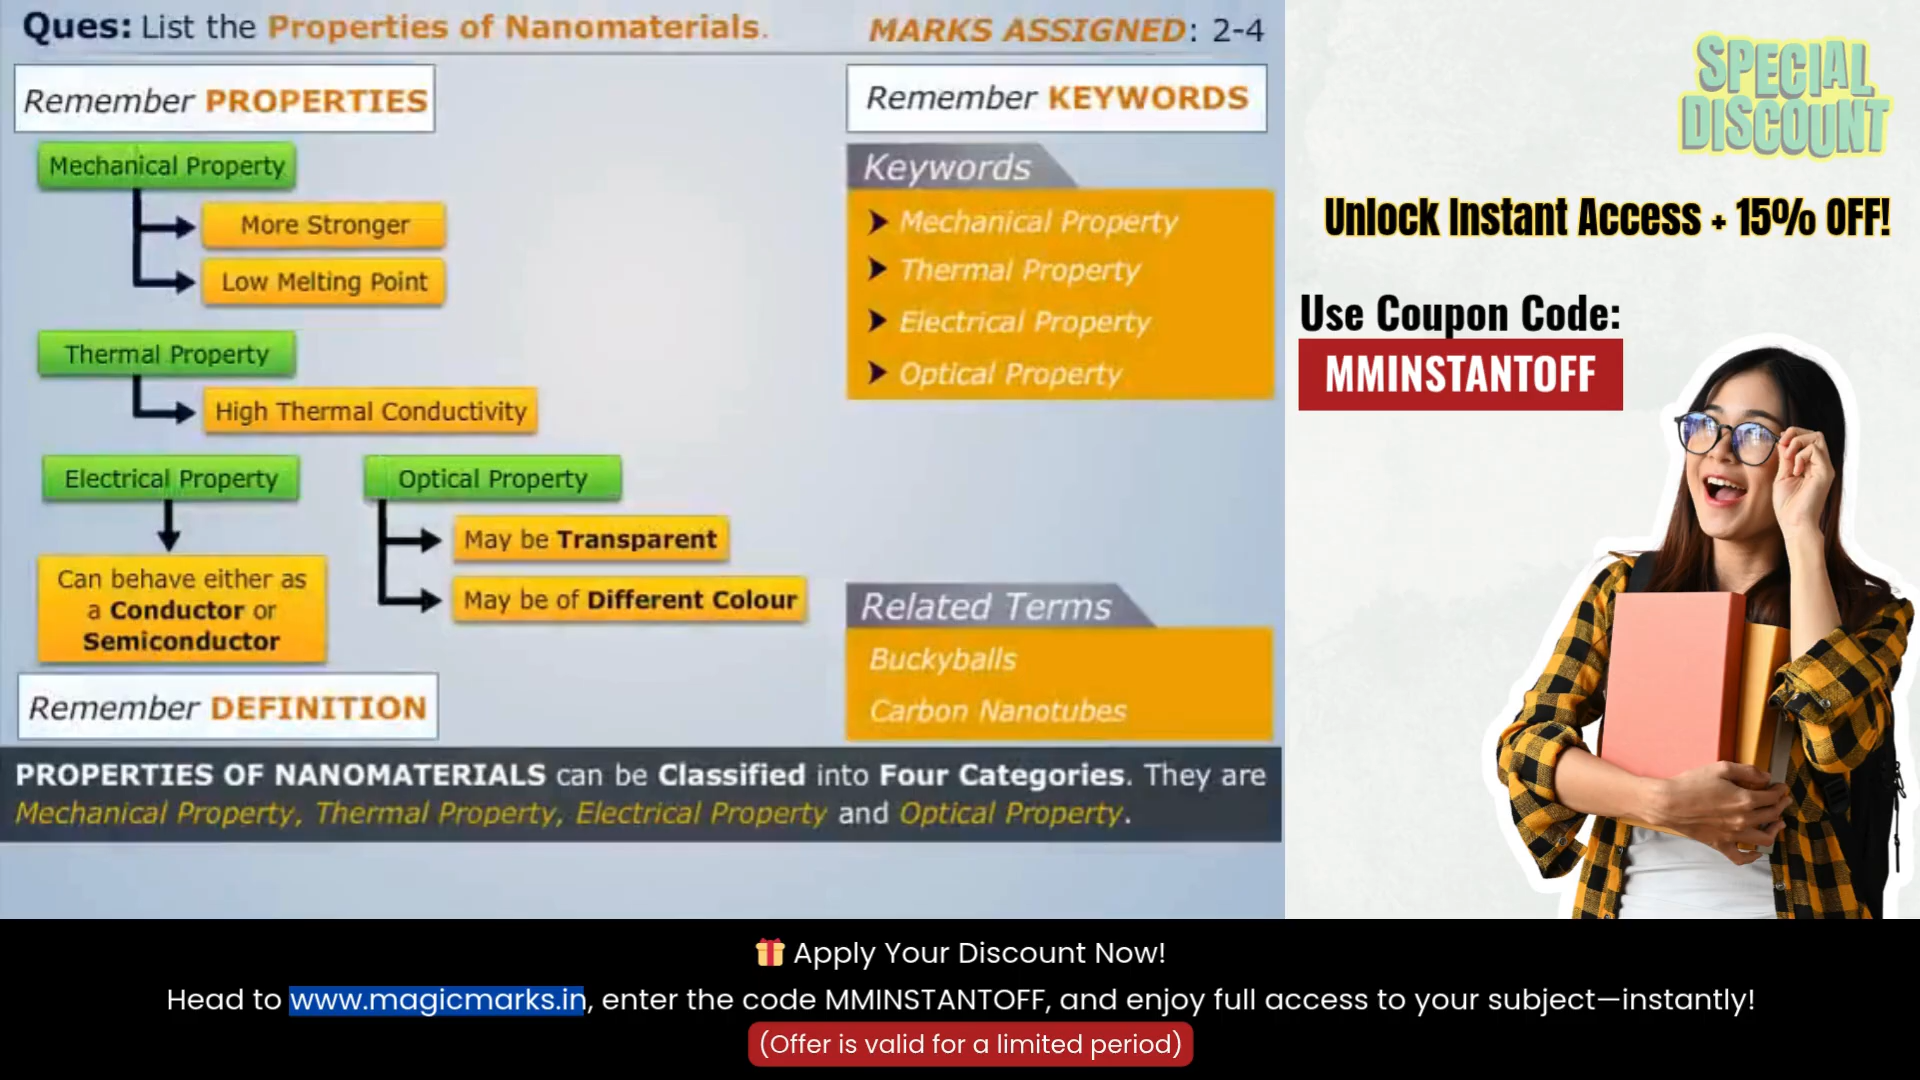 Ques: List the Properties of Nanomaterials.
MARKS ASSIGNED: 2-4
Remember PROPERTIES
Mechanical Property
More Stronger
Low Melting Point
Thermal Property
High Thermal Conductivity
Electrical Property
Can behave either as
a Conductor or
Semiconductor
Optical Property
May be Transparent
May be of Different Colour
Remember KEYWORDS
Keywords
Mechanical Property
Thermal Property
Electrical Property
Optical Property
Related Terms
Buckyballs
Carbon Nanotubes
Remember DEFINITION
PROPERTIES OF NANOMATERIALS can be Classified into Four Categories. They are
Mechanical Property, Thermal Property, Electrical Property and Optical Property.
SPECIAL
DISCOUNT
Unlock Instant Access + 15% OFF!
Use Coupon Code:
MMINSTANTOFF
🎁 Apply Your Discount Now!
Head to www.magicmarks.in, enter the code MMINSTANTOFF, and enjoy full access to your subject—instantly!
(Offer is valid for a limited period)